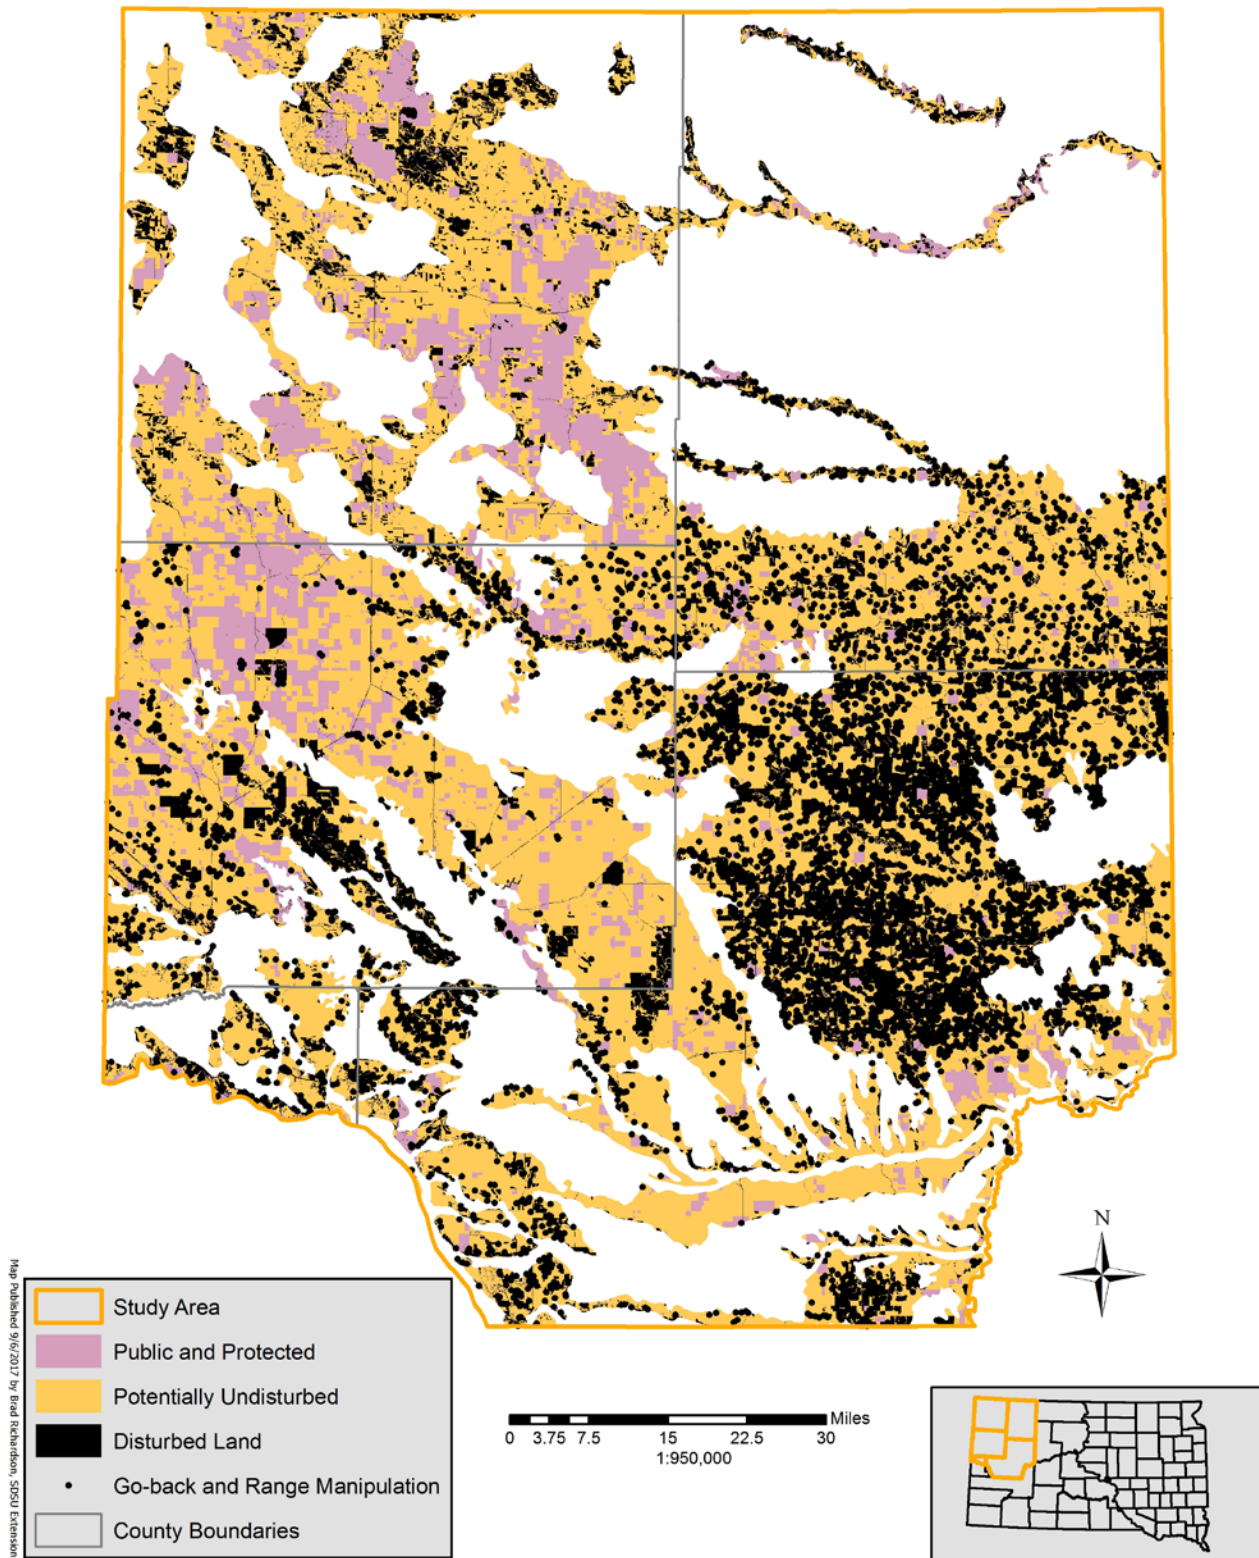 N
Map Published 9/6/2017 by Brad Richardson, SDSU Extension
Study Area
Public and Protected
Potentially Undisturbed
Disturbed Land
Go-back and Range Manipulation
County Boundaries
Miles
0 3.75 7.5 15 22.5 30
1:950,000